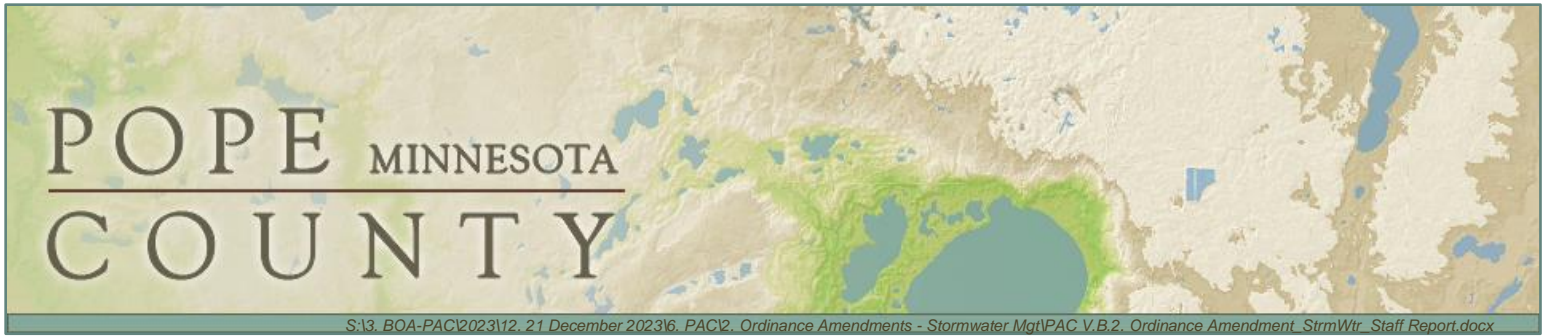 POPE MINNESOTA
COUNTY
S:\3. BOA-PAC\2023\12. 21 December 2023\6. PAC\2. Ordinance Amendments - Stormwater Mgt\PAC V.B.2. Ordinance Amendment_StrmWtr_Staff Report.docx